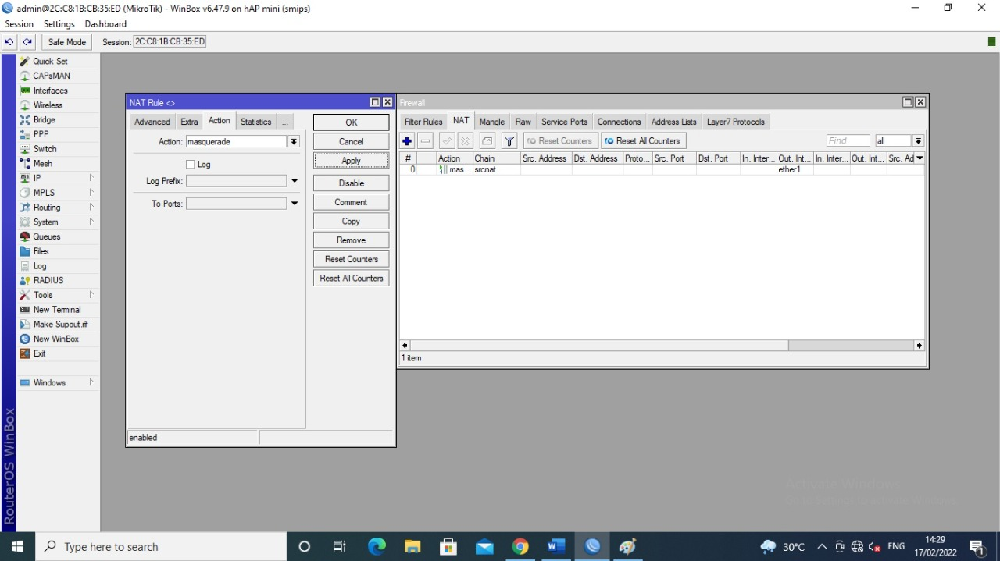 admin@2C:C8:1B:CB:35:ED (MikroTik) - WinBox v6.47.9 on hAP mini (smips)
Session Settings Dashboard
Safe Mode Session: 2C:C8:1B:CB:35:ED
Quick Set
CAPsMAN
Interfaces
Wireless
Bridge
PPP
Switch
Mesh
IP
MPLS
Routing
System
Queues
Files
Log
RADIUS
Tools
New Terminal
Make Supout.rif
New WinBox
Exit
Windows
RouterOS WinBox
NAT Rule <>
Advanced Extra Action Statistics ...
Action: masquerade
Log
Log Prefix:
To Ports:
OK
Cancel
Apply
Disable
Comment
Copy
Remove
Reset Counters
Reset All Counters
enabled
Firewall
Filter Rules NAT Mangle Raw Service Ports Connections Address Lists Layer7 Protocols
Reset Counters Reset All Counters Find all
# Action Chain Src. Address Dst. Address Proto... Src. Port Dst. Port In. Inter... Out. Int... In. Inter... Out. Int... Src. Ad
0 mas... srcnat ether1
1 item
Activate Windows
Go to Settings to activate Windows.
Type here to search
30°C ENG
14:29
17/02/2022
1